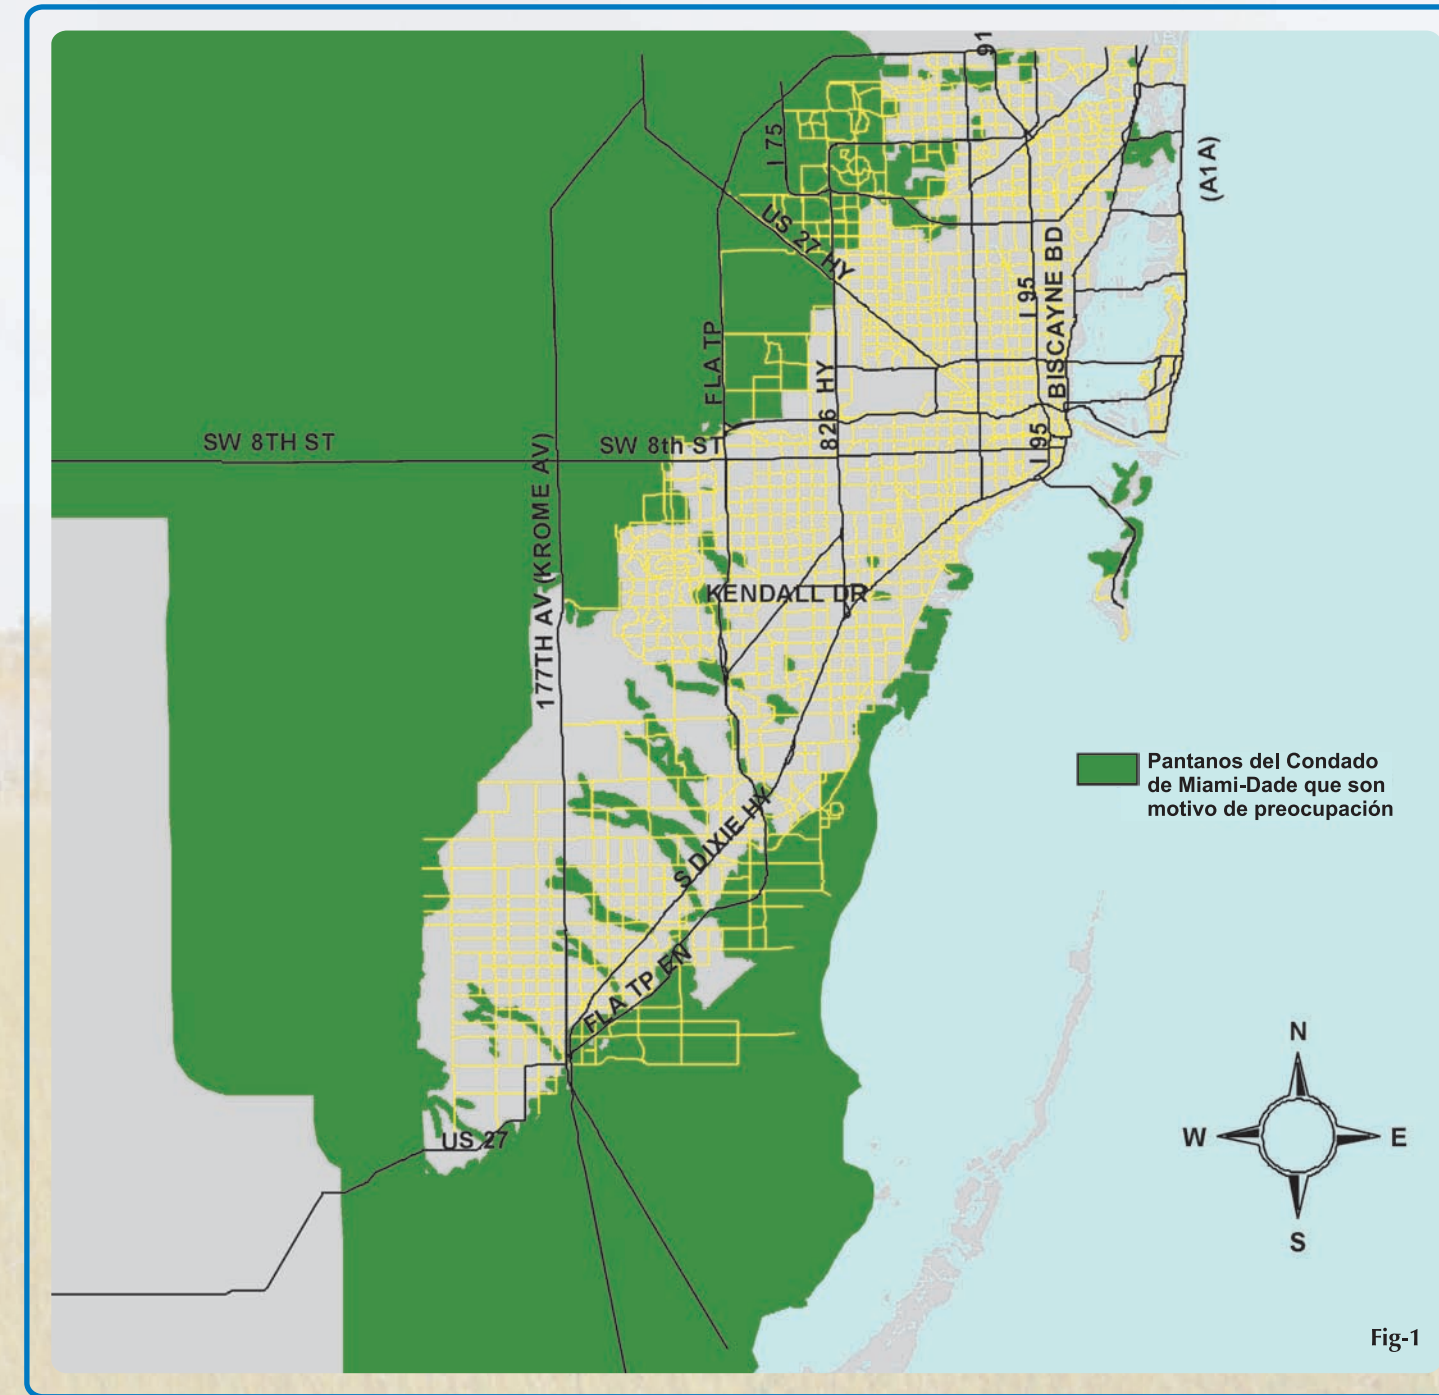 91
I 75
(A1A)
US 27 HY
I 95
BISCAYNE BD
FLA TP
826 HY
SW 8TH ST
SW 8th ST
I 95
177TH AV (KROME AV)
KENDALL DR
Pantanos del Condado
de Miami-Dade que son
motivo de preocupación
S DIXIE HY
FLA TP EN
US 27
N
W
E
S
Fig-1